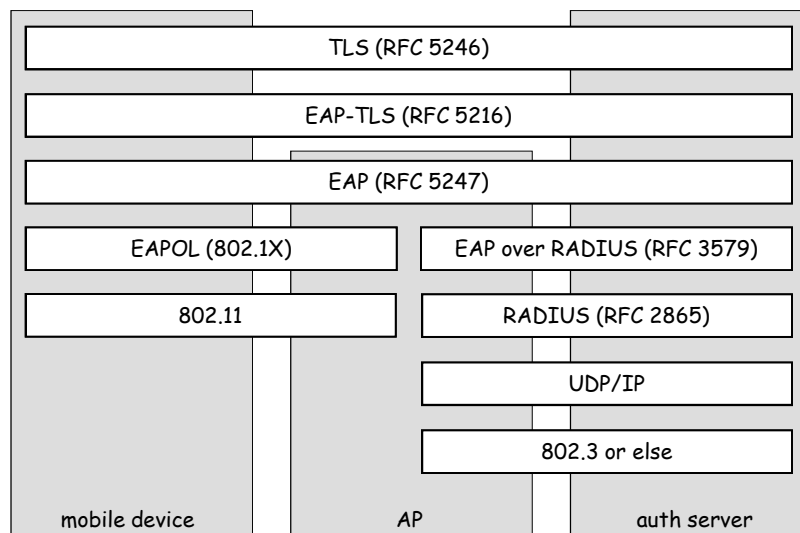 TLS (RFC 5246)
EAP-TLS (RFC 5216)
EAP (RFC 5247)
EAPOL (802.1X)
EAP over RADIUS (RFC 3579)
802.11
RADIUS (RFC 2865)
UDP/IP
802.3 or else
mobile device
AP
auth server